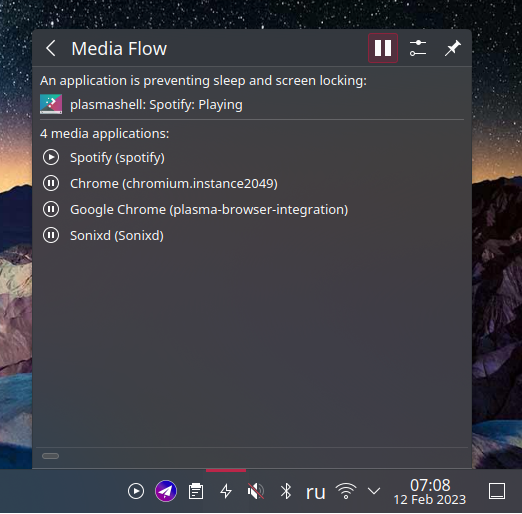 Media Flow
An application is preventing sleep and screen locking:
plasmashell: Spotify: Playing
4 media applications:
Spotify (spotify)
Chrome (chromium.instance2049)
Google Chrome (plasma-browser-integration)
Sonixd (Sonixd)
ru
07:08
12 Feb 2023